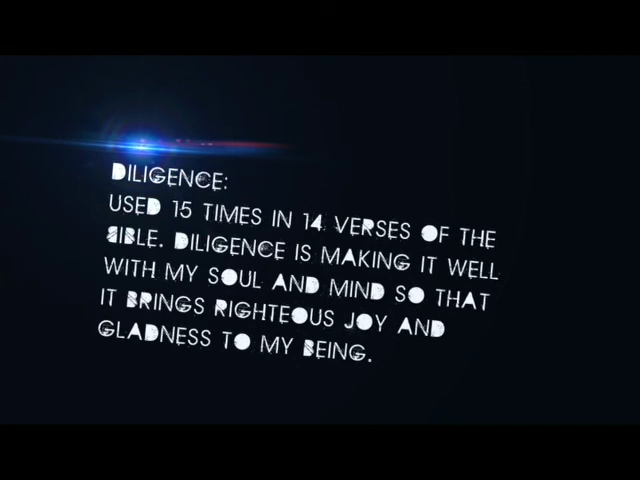 DILIGENCE:
USED 15 TIMES IN 14 VERSES OF THE
BIBLE. DILIGENCE IS MAKING IT WELL
WITH MY SOUL AND MIND SO THAT
IT BRINGS RIGHTEOUS JOY AND
GLADNESS TO MY BEING.